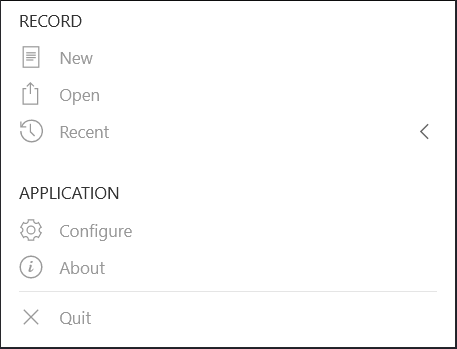 RECORD
New
Open
Recent
APPLICATION
Configure
About
Quit